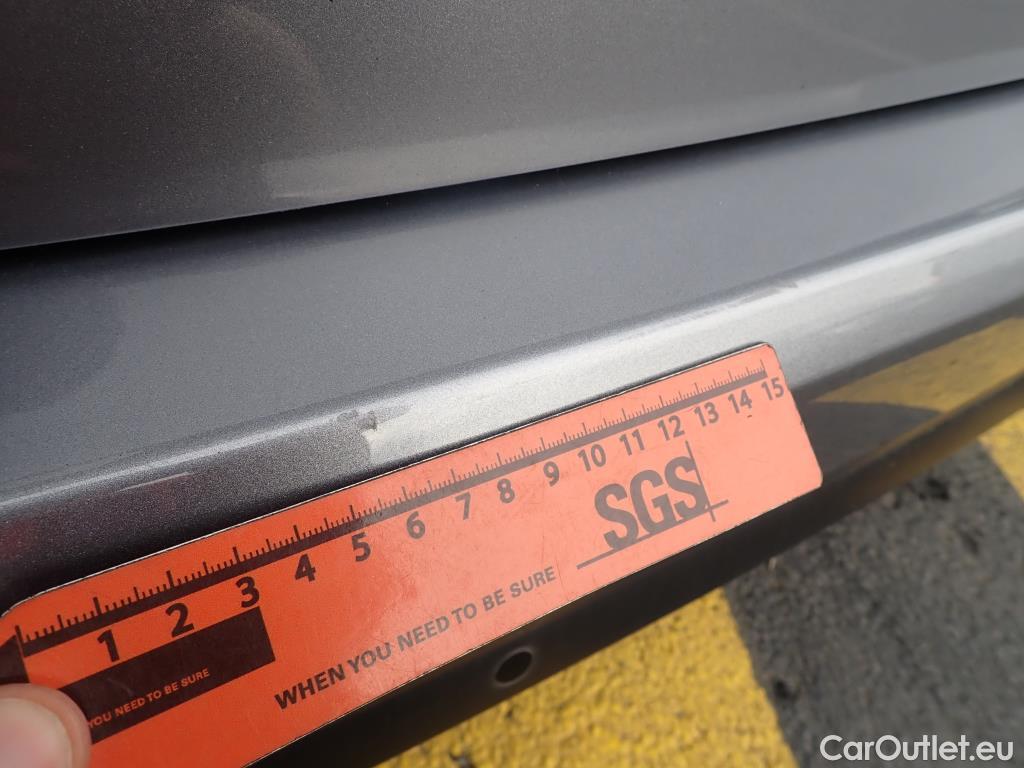 1 2 3 4 5 6 7 8 9 10 11 12 13 14 15
SGS
WHEN YOU NEED TO BE SURE
YOU NEED TO BE SURE
CarOutlet.eu